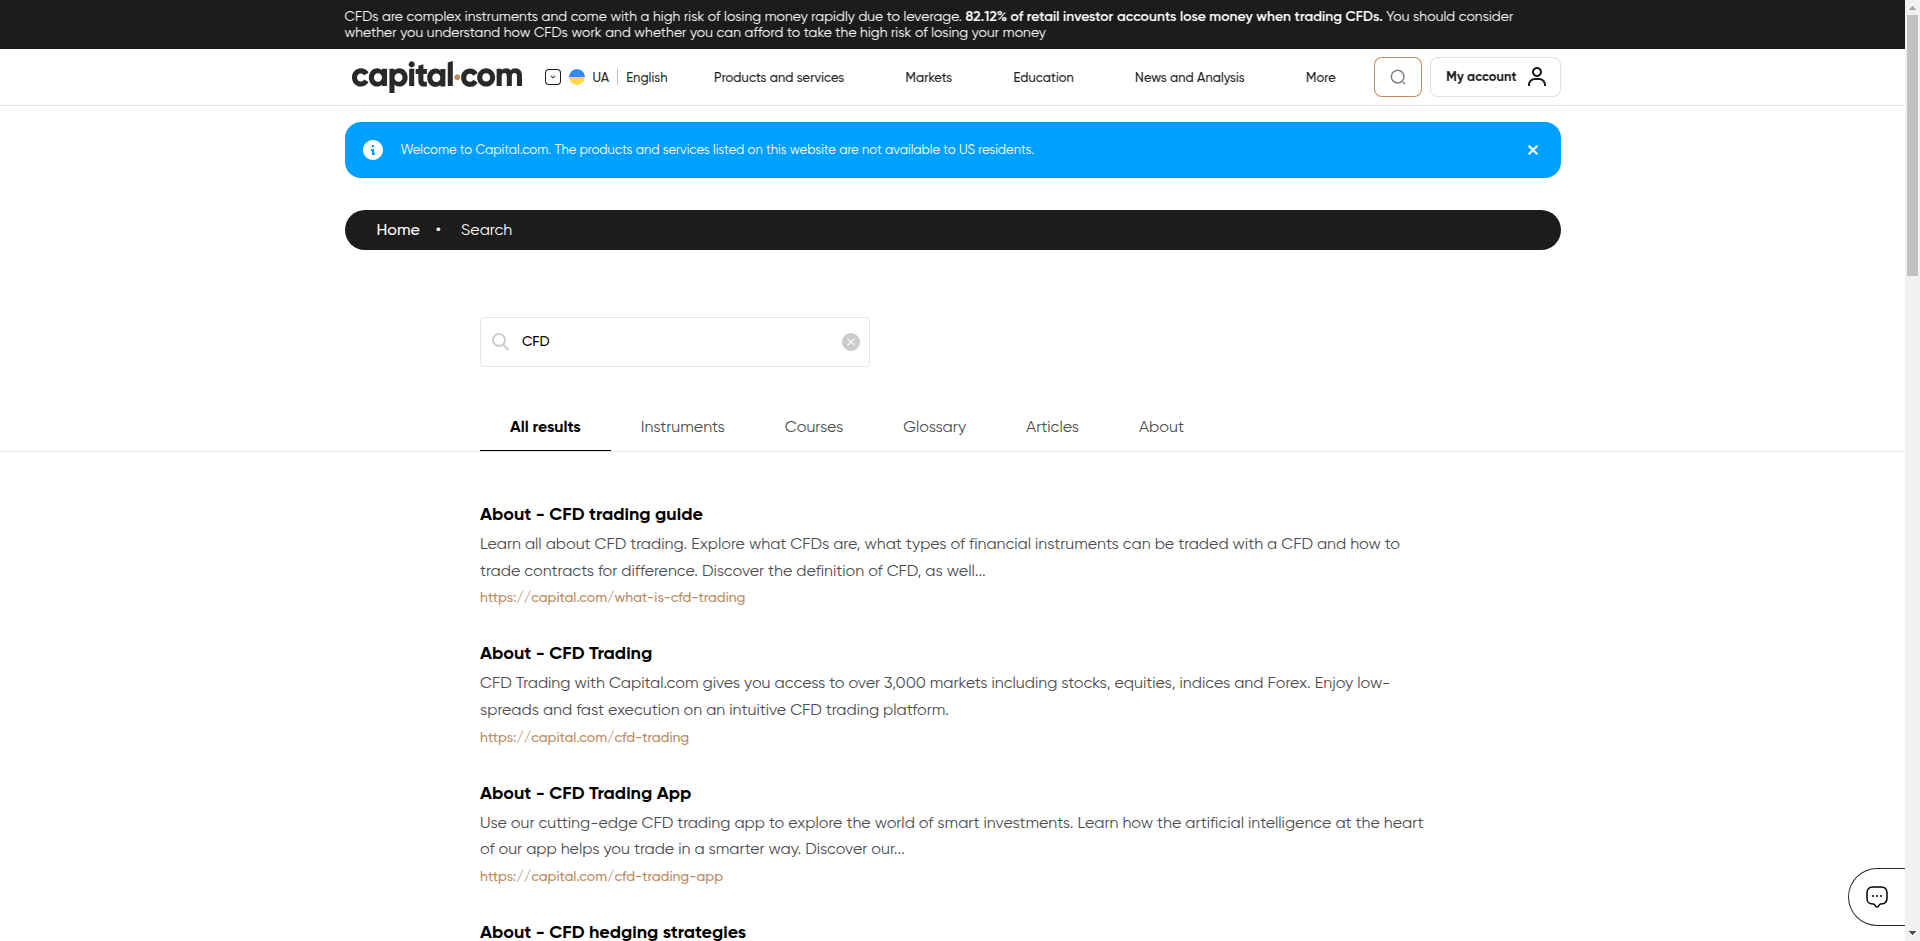 CFDs are complex instruments and come with a high risk of losing money rapidly due to leverage. 82.12% of retail investor accounts lose money when trading CFDs. You should consider
whether you understand how CFDs work and whether you can afford to take the high risk of losing your money
capital.com UA English Products and services Markets Education News and Analysis More My account
Welcome to Capital.com. The products and services listed on this website are not available to US residents.
Home • Search
CFD
All results Instruments Courses Glossary Articles About
About - CFD trading guide
Learn all about CFD trading. Explore what CFDs are, what types of financial instruments can be traded with a CFD and how to
trade contracts for difference. Discover the definition of CFD, as well...
https://capital.com/what-is-cfd-trading
About - CFD Trading
CFD Trading with Capital.com gives you access to over 3,000 markets including stocks, equities, indices and Forex. Enjoy low-
spreads and fast execution on an intuitive CFD trading platform.
https://capital.com/cfd-trading
About - CFD Trading App
Use our cutting-edge CFD trading app to explore the world of smart investments. Learn how the artificial intelligence at the heart
of our app helps you trade in a smarter way. Discover our...
https://capital.com/cfd-trading-app
About - CFD hedging strategies